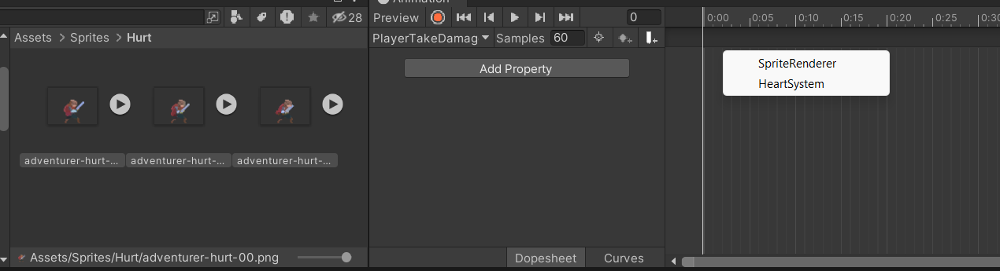 Animation
28
Preview
0
0:00
0:05
0:10
0:15
0:20
0:25
0:30
Assets > Sprites > Hurt
PlayerTakeDamag
Samples
60
Add Property
SpriteRenderer
HeartSystem
adventurer-hurt-...
adventurer-hurt-...
adventurer-hurt-...
Assets/Sprites/Hurt/adventurer-hurt-00.png
Dopesheet
Curves